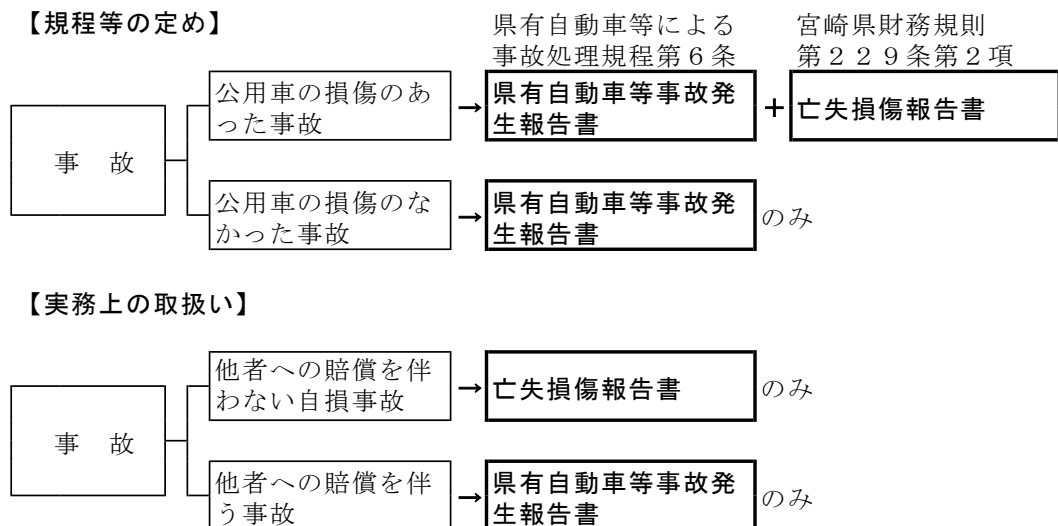 【規程等の定め】
県有自動車等による
事故処理規程第６条
宮崎県財務規則
第２２９条第２項
事　故
公用車の損傷のあ
った事故
→
県有自動車等事故発
生報告書
＋
亡失損傷報告書
公用車の損傷のな
かった事故
→
県有自動車等事故発
生報告書
のみ
【実務上の取扱い】
事　故
他者への賠償を伴
わない自損事故
→
亡失損傷報告書
のみ
他者への賠償を伴
う事故
→
県有自動車等事故発
生報告書
のみ